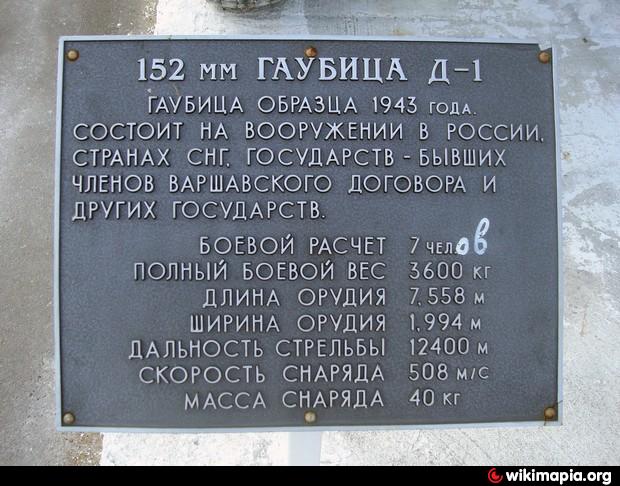 152 мм ГАУБИЦА Д-1
ГАУБИЦА ОБРАЗЦА 1943 ГОДА.
СОСТОИТ НА ВООРУЖЕНИИ В РОССИИ,
СТРАНАХ СНГ, ГОСУДАРСТВ - БЫВШИХ
ЧЛЕНОВ ВАРШАВСКОГО ДОГОВОРА И
ДРУГИХ ГОСУДАРСТВ.
БОЕВОЙ РАСЧЕТ 7 ЧЕЛ.ов
ПОЛНЫЙ БОЕВОЙ ВЕС 3600 КГ
ДЛИНА ОРУДИЯ 7,558 М
ШИРИНА ОРУДИЯ 1,994 М
ДАЛЬНОСТЬ СТРЕЛЬБЫ 12400 М
СКОРОСТЬ СНАРЯДА 508 М/С
МАССА СНАРЯДА 40 КГ
wikimapia.org